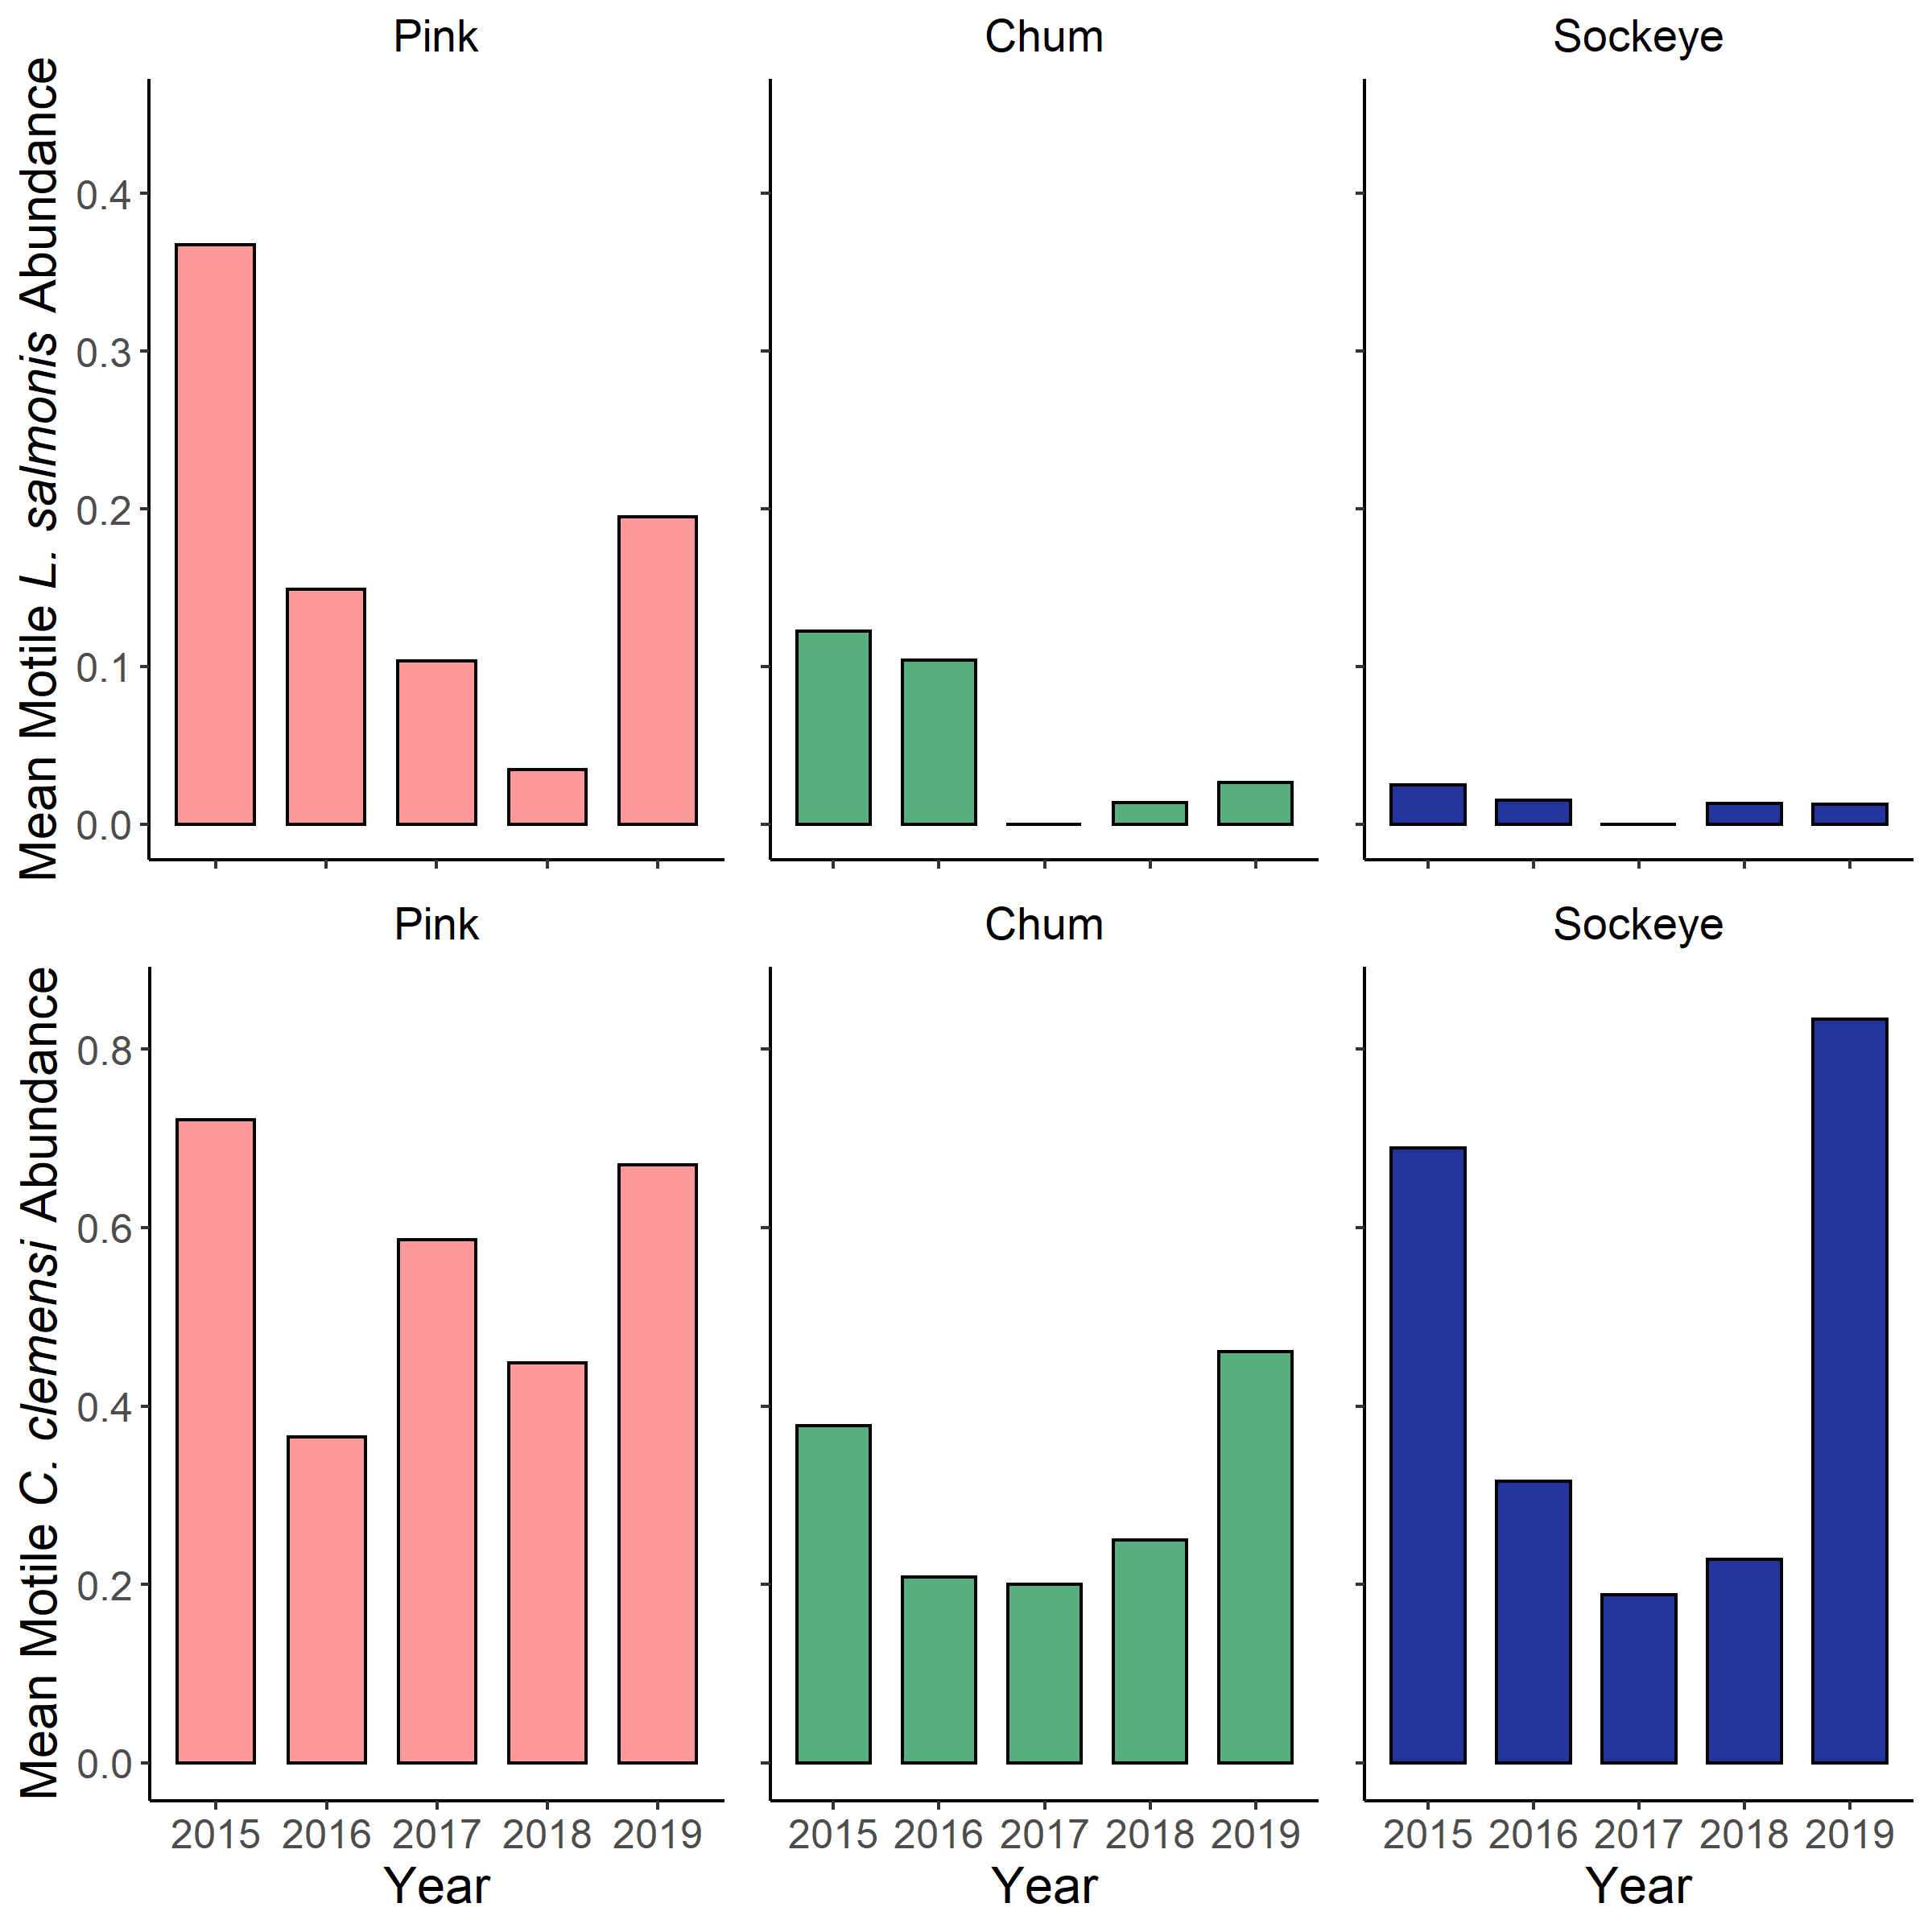 Pink Chum Sockeye
Mean Motile L. salmonis Abundance
0.4
0.3
0.2
0.1
0.0
Pink Chum Sockeye
Mean Motile C. clemensi Abundance
0.8
0.6
0.4
0.2
0.0
2015 2016 2017 2018 2019 2015 2016 2017 2018 2019 2015 2016 2017 2018 2019
Year Year Year